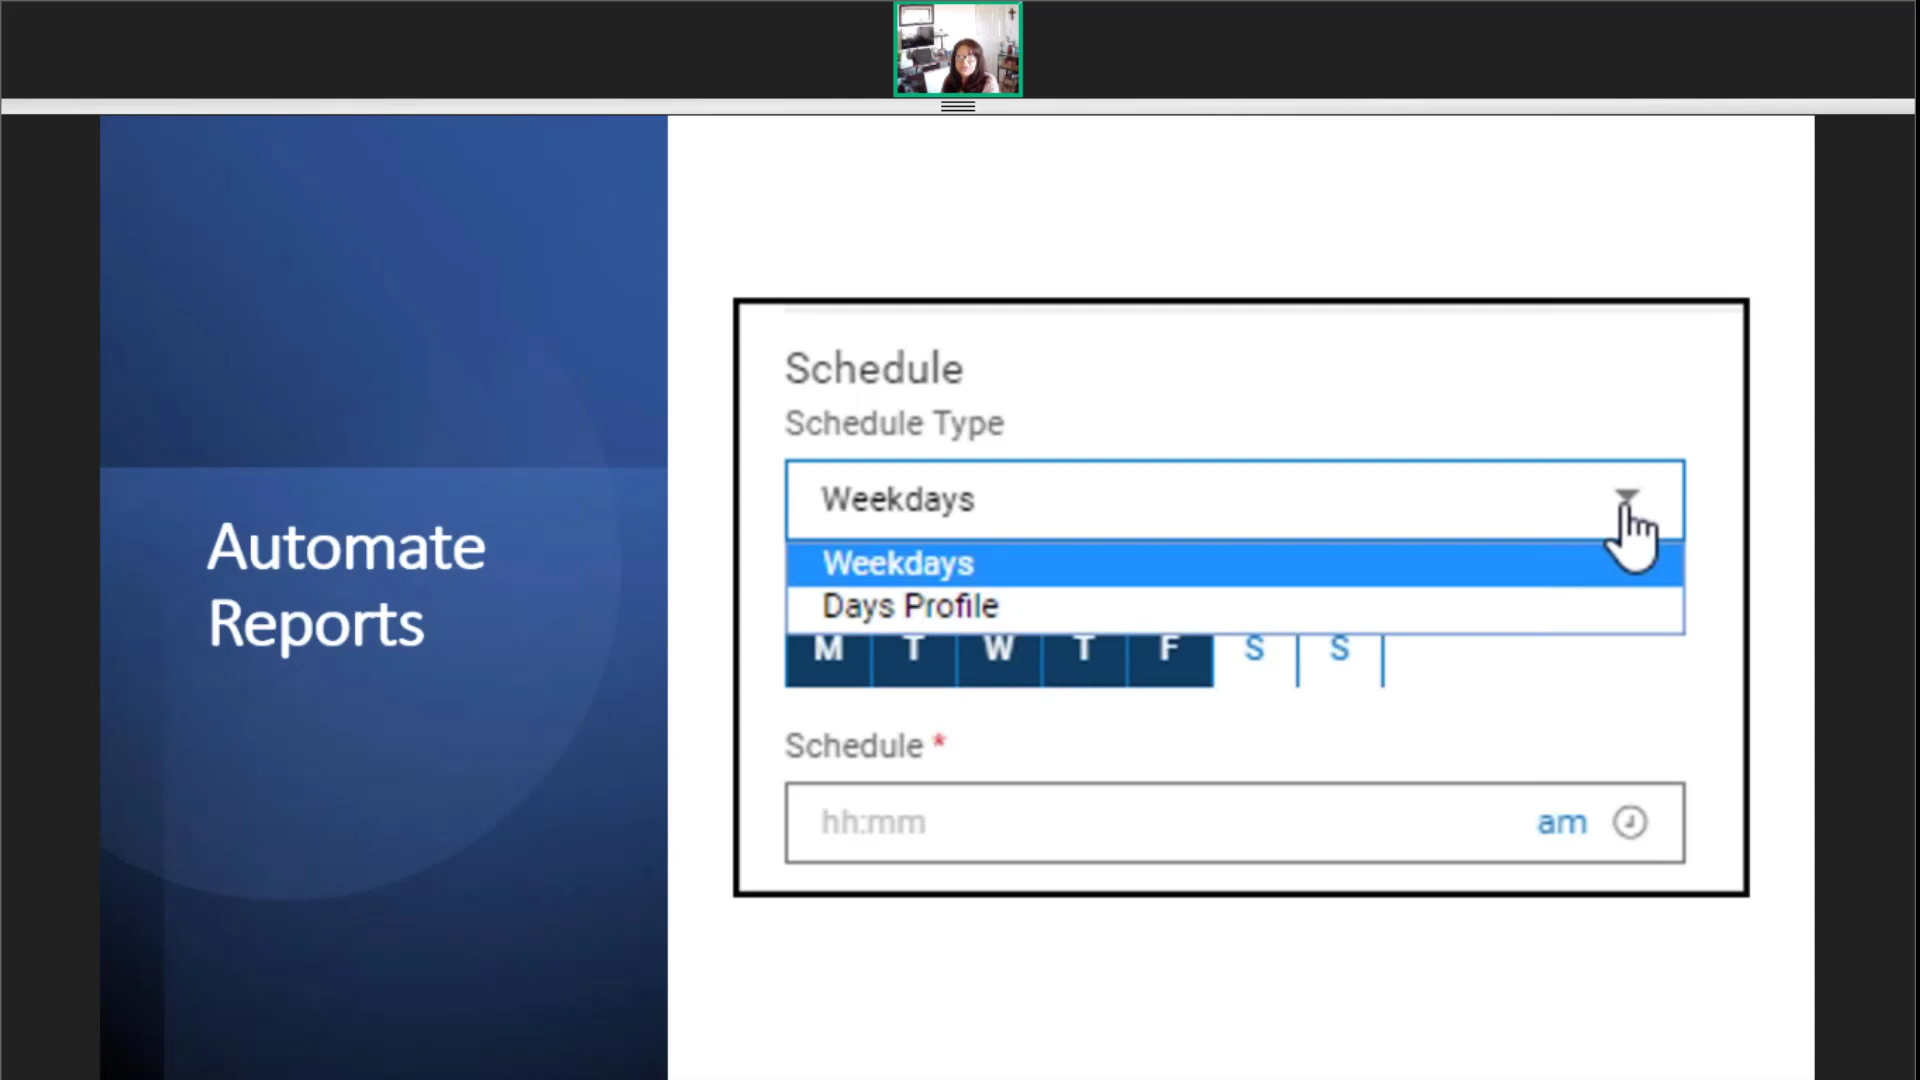 Automate
Reports
Schedule
Schedule Type
Weekdays
Weekdays
Days Profile
M T W T F S S
Schedule *
hh:mm am